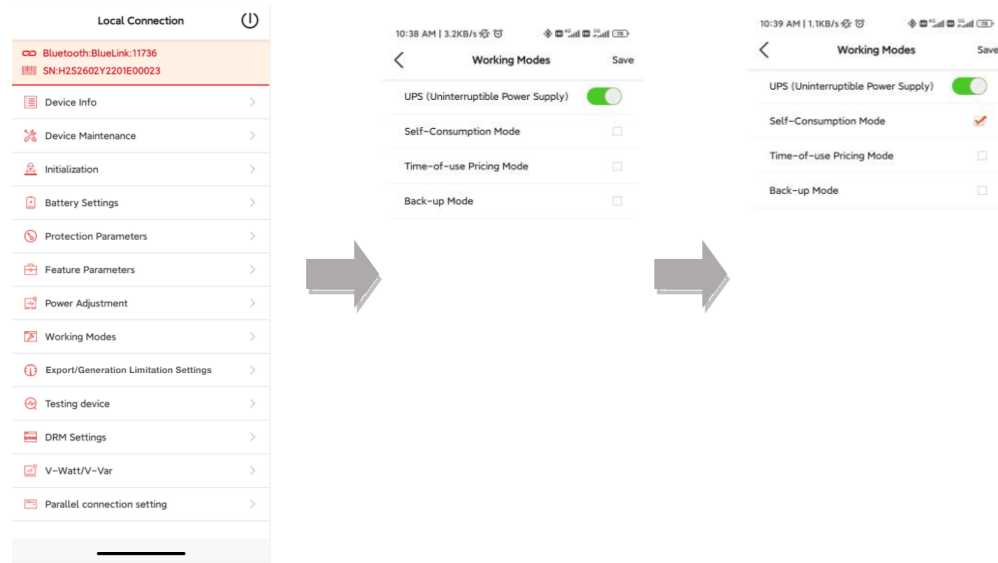 Local Connection
Bluetooth:BlueLink:11736
SN:H2S2602Y2201E00023
Device Info
Device Maintenance
Initialization
Battery Settings
Protection Parameters
Feature Parameters
Power Adjustment
Working Modes
Export/Generation Limitation Settings
Testing device
DRM Settings
V-Watt/V-Var
Parallel connection setting
10:38 AM | 3.2KB/s
Working Modes Save
UPS (Uninterruptible Power Supply)
Self-Consumption Mode
Time-of-use Pricing Mode
Back-up Mode
10:39 AM | 1.1KB/s
Working Modes Save
UPS (Uninterruptible Power Supply)
Self-Consumption Mode
Time-of-use Pricing Mode
Back-up Mode